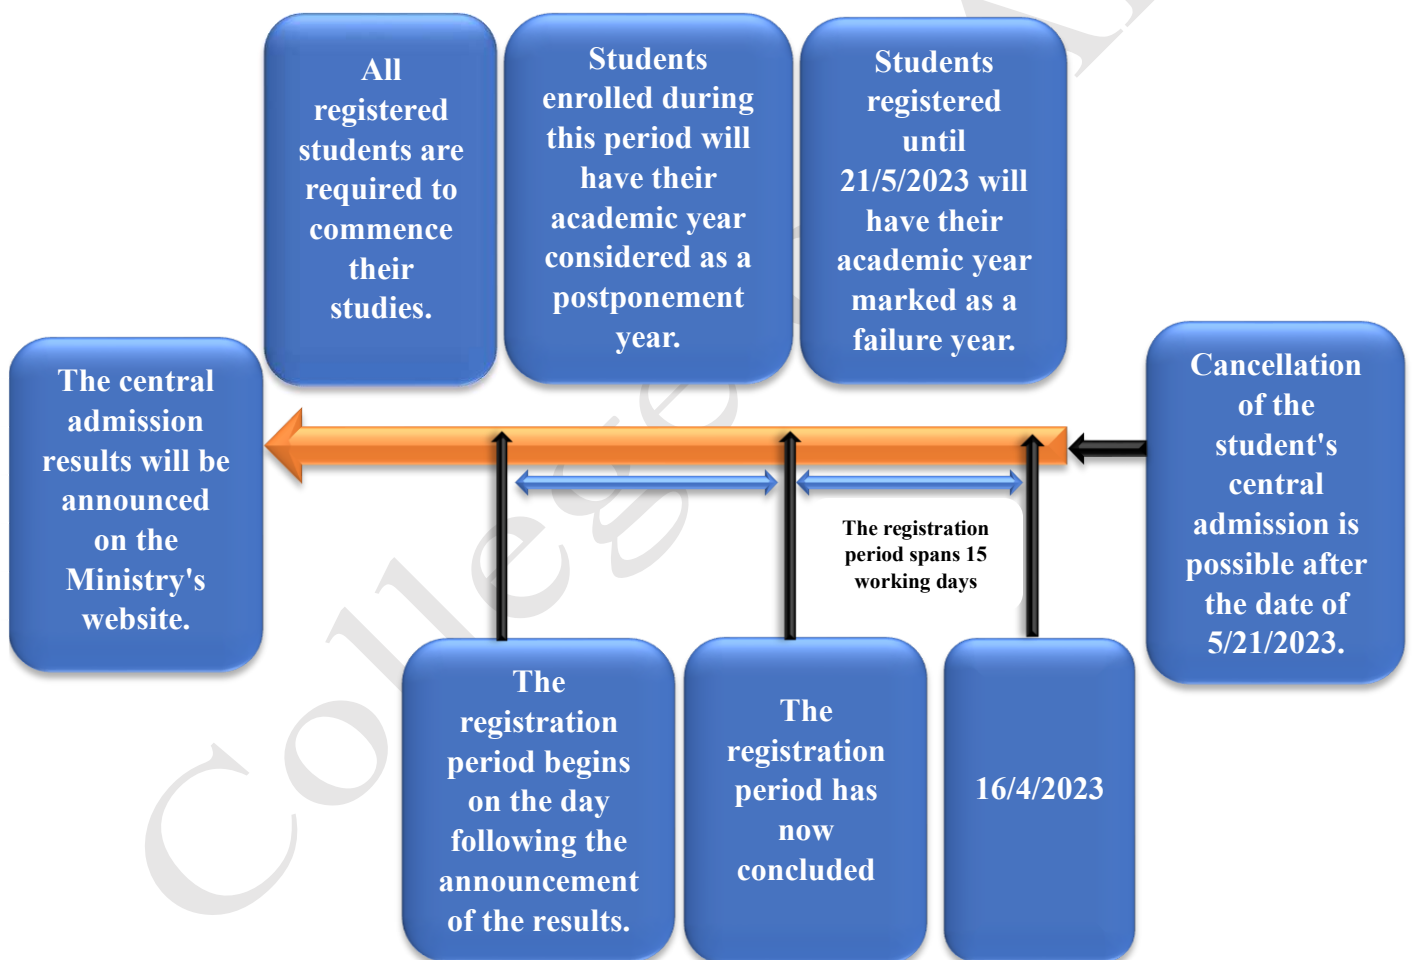 All
registered
students are
required to
commence
their
studies.
Students
enrolled during
this period will
have their
academic year
considered as a
postponement
year.
Students
registered
until
21/5/2023 will
have their
academic year
marked as a
failure year.
The central
admission
results will be
announced
on the
Ministry's
website.
Cancellation
of the
student's
central
admission is
possible after
the date of
5/21/2023.
The registration
period spans 15
working days
The
registration
period begins
on the day
following the
announcement
of the results.
The
registration
period has
now
concluded
16/4/2023
College